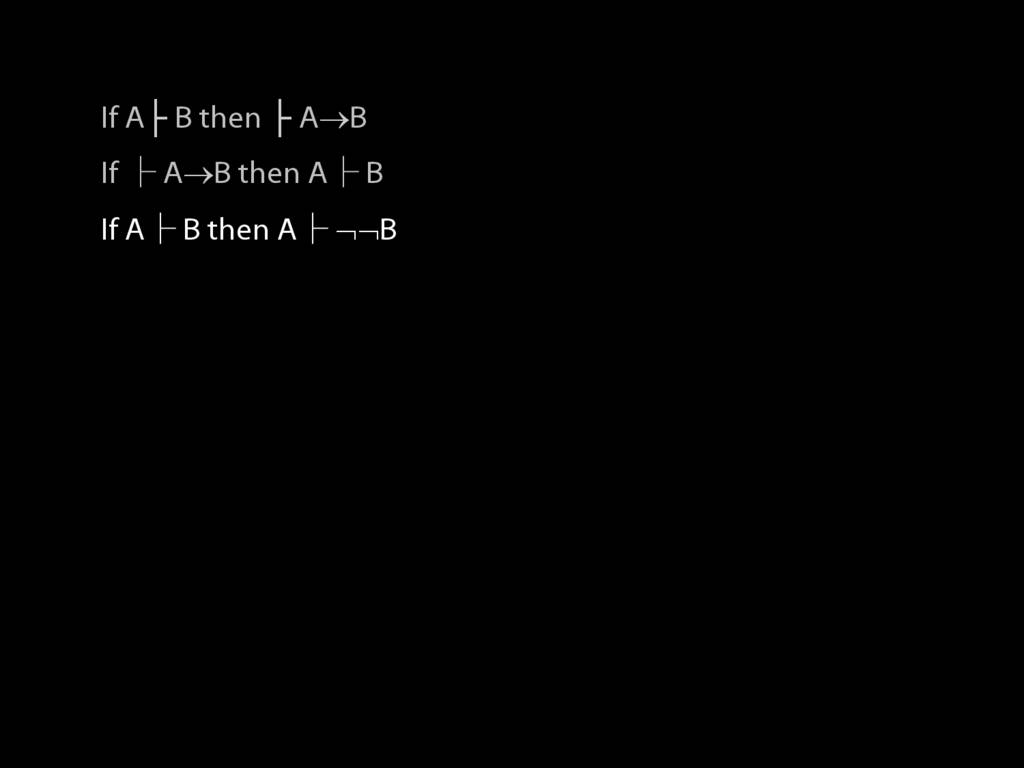 If A ├ B then ├ A→B
If ├ A→B then A ├ B
If A ├ B then A ├ ¬¬B